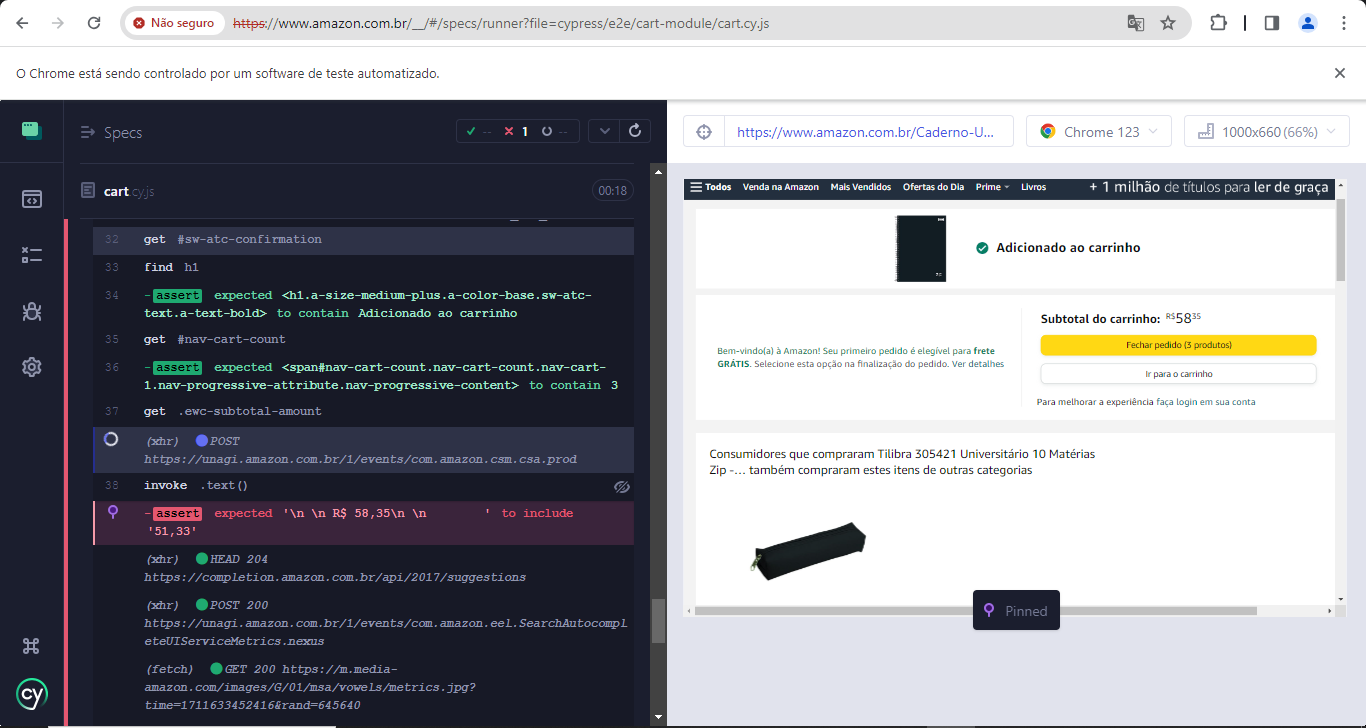 Não seguro
https://www.amazon.com.br/__/#/specs/runner?file=cypress/e2e/cart-module/cart.cy.js
O Chrome está sendo controlado por um software de teste automatizado.
Specs
-- 1 --
cart.cy.js 00:18
32 get #sw-atc-confirmation
33 find h1
34 -assert expected <h1.a-size-medium-plus.a-color-base.sw-atc-
text.a-text-bold> to contain Adicionado ao carrinho
35 get #nav-cart-count
36 -assert expected <span#nav-cart-count.nav-cart-count.nav-cart-
1.nav-progressive-attribute.nav-progressive-content> to contain 3
37 get .ewc-subtotal-amount
(xhr) POST
https://unagi.amazon.com.br/1/events/com.amazon.csm.csa.prod
38 invoke .text()
-assert expected '\n \n R$ 58,35\n \n ' to include
'51,33'
(xhr) HEAD 204
https://completion.amazon.com.br/api/2017/suggestions
(xhr) POST 200
https://unagi.amazon.com.br/1/events/com.amazon.eel.SearchAutocompl
eteUIServiceMetrics.nexus
(fetch) GET 200 https://m.media-
amazon.com/images/G/01/msa/vowels/metrics.jpg?
time=1711633452416&rand=645640
cy
https://www.amazon.com.br/Caderno-U...
Chrome 123
1000x660 (66%)
Todos Venda na Amazon Mais Vendidos Ofertas do Dia Prime Livros + 1 milhão de títulos para ler de graça
Adicionado ao carrinho
Bem-vindo(a) à Amazon! Seu primeiro pedido é elegível para frete
GRÁTIS. Selecione esta opção na finalização do pedido. Ver detalhes
Subtotal do carrinho: R$5835
Fechar pedido (3 produtos)
Ir para o carrinho
Para melhorar a experiência faça login em sua conta
Consumidores que compraram Tilibra 305421 Universitário 10 Matérias
Zip -... também compraram estes itens de outras categorias
Pinned